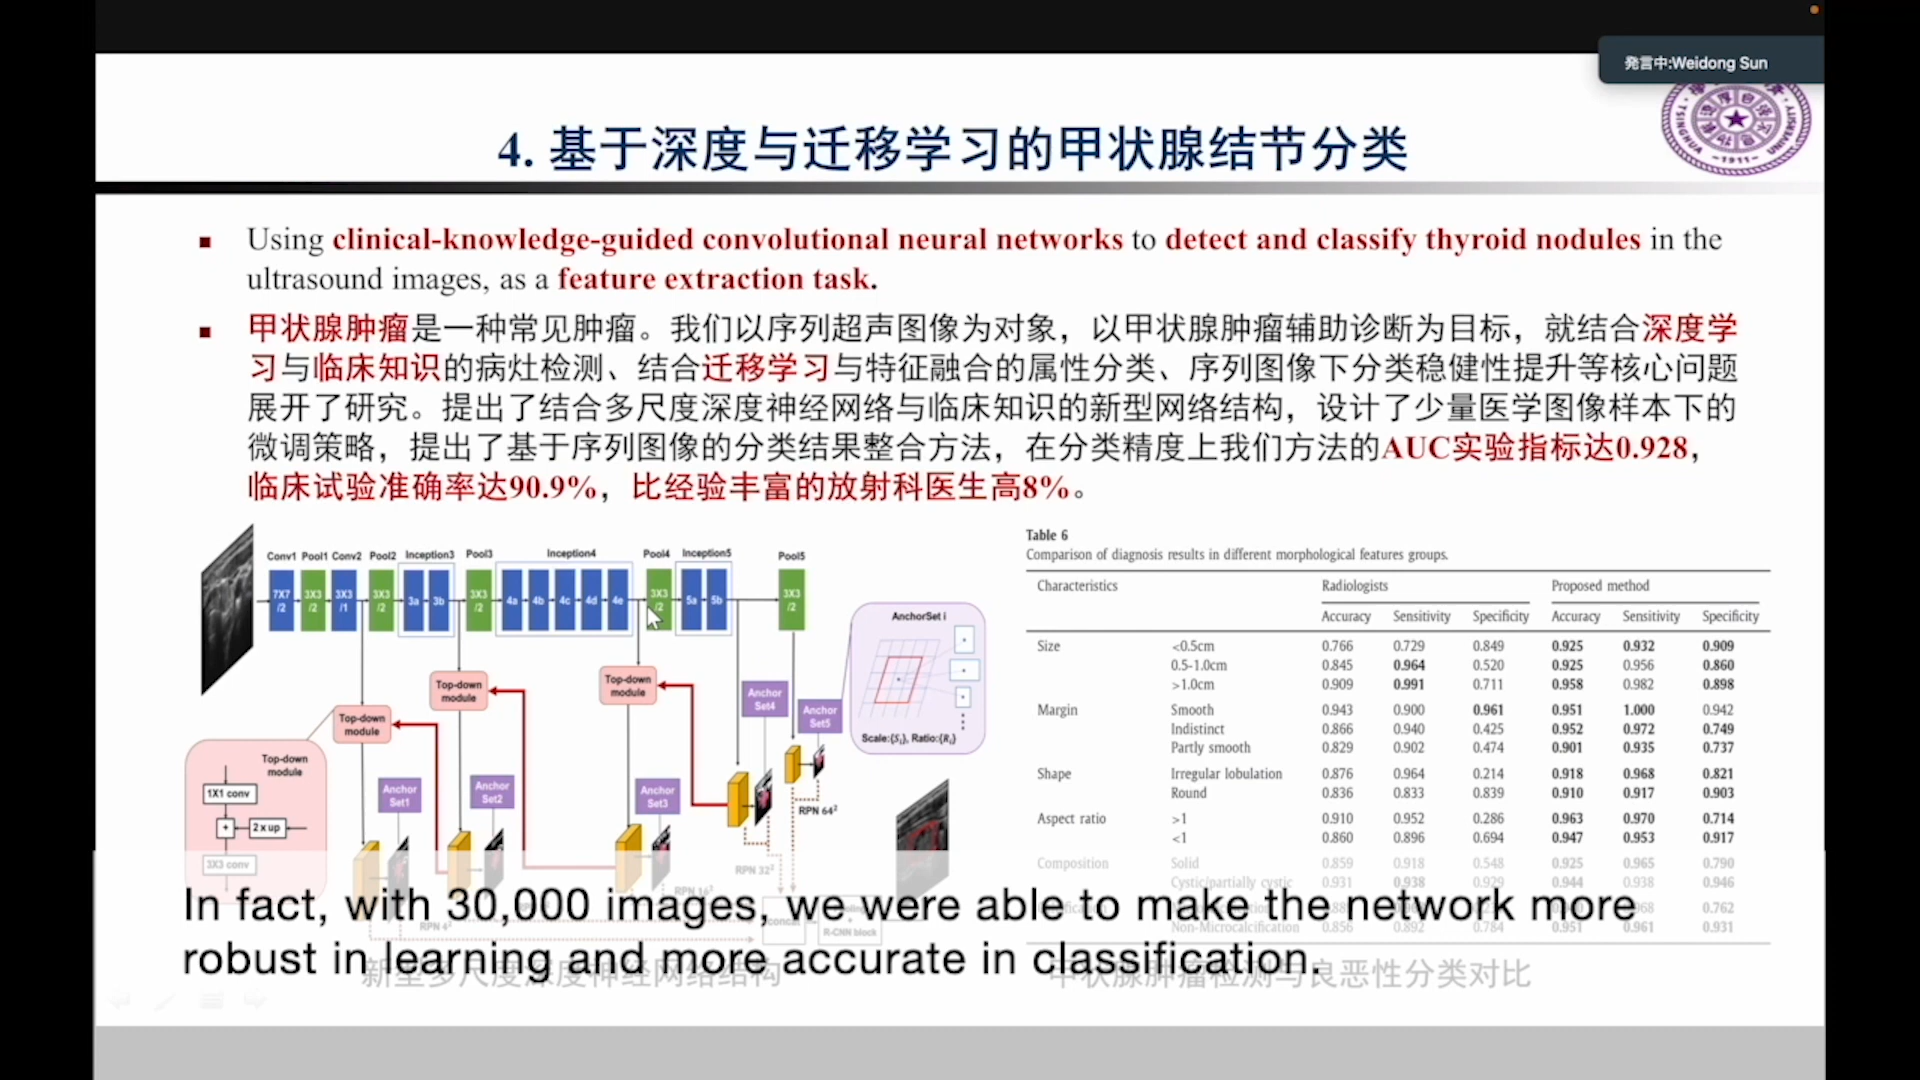 発言中:Weidong Sun
TSINGHUA UNIVERSITY
-1911-
4. 基于深度与迁移学习的甲状腺结节分类
Using clinical-knowledge-guided convolutional neural networks to detect and classify thyroid nodules in the
ultrasound images, as a feature extraction task.
甲状腺肿瘤是一种常见肿瘤。我们以序列超声图像为对象，以甲状腺肿瘤辅助诊断为目标，就结合深度学
习与临床知识的病灶检测、结合迁移学习与特征融合的属性分类、序列图像下分类稳健性提升等核心问题
展开了研究。提出了结合多尺度深度神经网络与临床知识的新型网络结构，设计了少量医学图像样本下的
微调策略，提出了基于序列图像的分类结果整合方法，在分类精度上我们方法的AUC实验指标达0.928，
临床试验准确率达90.9%，比经验丰富的放射科医生高8%。
Conv1 Pool1 Conv2 Pool2 Inception3 Pool3 Inception4 Pool4 Inception5 Pool5
7X7 /2 3X3 /2 3X3 /1 3X3 /2 3a 3b 3X3 /2 4a 4b 4c 4d 4e 3X3 /2 5a 5b 3X3 /2
AnchorSet i
Scale:{Si}, Ratio:{Ri}
Top-down module
Top-down module
Top-down module
Anchor Set4
Anchor Set5
Top-down module
1X1 conv
+
2 x up
3X3 conv
Anchor Set1
Anchor Set2
Anchor Set3
RPN 64²
RPN 32²
RPN 16²
RPN 4²
concat
R-CNN block
Table 6
Comparison of diagnosis results in different morphological features groups.
Characteristics Radiologists Proposed method
Accuracy Sensitivity Specificity Accuracy Sensitivity Specificity
Size <0.5cm 0.766 0.729 0.849 0.925 0.932 0.909
0.5-1.0cm 0.845 0.964 0.520 0.925 0.956 0.860
>1.0cm 0.909 0.991 0.711 0.958 0.982 0.898
Margin Smooth 0.943 0.900 0.961 0.951 1.000 0.942
Indistinct 0.866 0.940 0.425 0.952 0.972 0.749
Partly smooth 0.829 0.902 0.474 0.901 0.935 0.737
Shape Irregular lobulation 0.876 0.964 0.214 0.918 0.968 0.821
Round 0.836 0.833 0.839 0.910 0.917 0.903
Aspect ratio >1 0.910 0.952 0.286 0.963 0.970 0.714
<1 0.860 0.896 0.694 0.947 0.953 0.917
Composition Solid 0.859 0.918 0.548 0.925 0.965 0.790
Cystic/partially cystic 0.931 0.938 0.929 0.944 0.938 0.946
0.762
Non-Microcalcification 0.856 0.892 0.784 0.951 0.961 0.931
In fact, with 30,000 images, we were able to make the network more
robust in learning and more accurate in classification.
新型多尺度深度神经网络结构
甲状腺肿瘤检测与良恶性分类对比